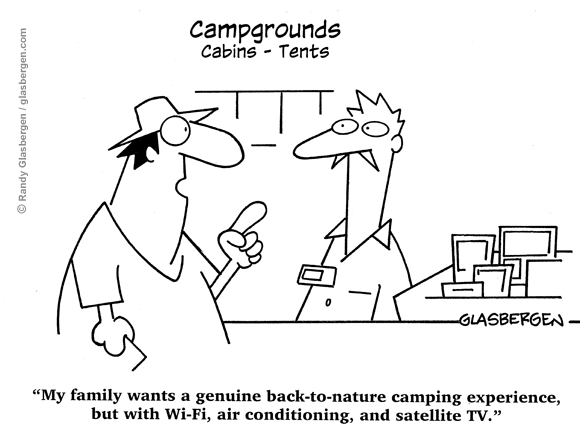 Campgrounds
Cabins - Tents
© Randy Glasbergen / glasbergen.com
GLASBERGEN
“My family wants a genuine back-to-nature camping experience,
but with Wi-Fi, air conditioning, and satellite TV.”